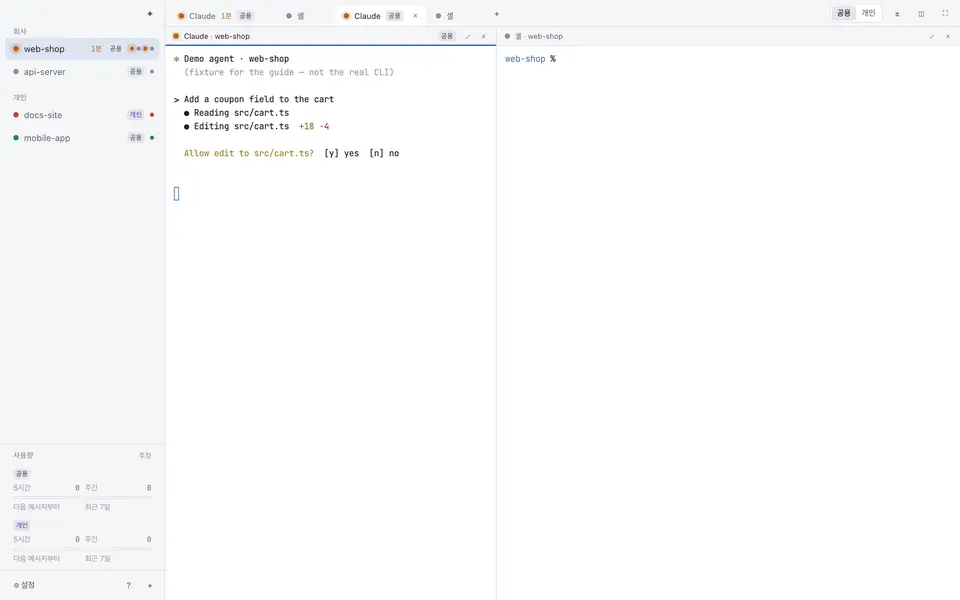 회사
web-shop 1분 공용
api-server 공용
개인
docs-site 개인
mobile-app 공용
사용량 추정
공용
5시간 0 주간 0
다음 메시지부터 최근 7일
개인
5시간 0 주간 0
다음 메시지부터 최근 7일
설정 ?
Claude 1분 공용
셸
Claude 공용 ×
셸
+
공용 개인
Claude · web-shop 공용 ×
Demo agent · web-shop
(fixture for the guide — not the real CLI)
> Add a coupon field to the cart
● Reading src/cart.ts
● Editing src/cart.ts +18 -4
Allow edit to src/cart.ts? [y] yes [n] no
셸 · web-shop ×
web-shop %